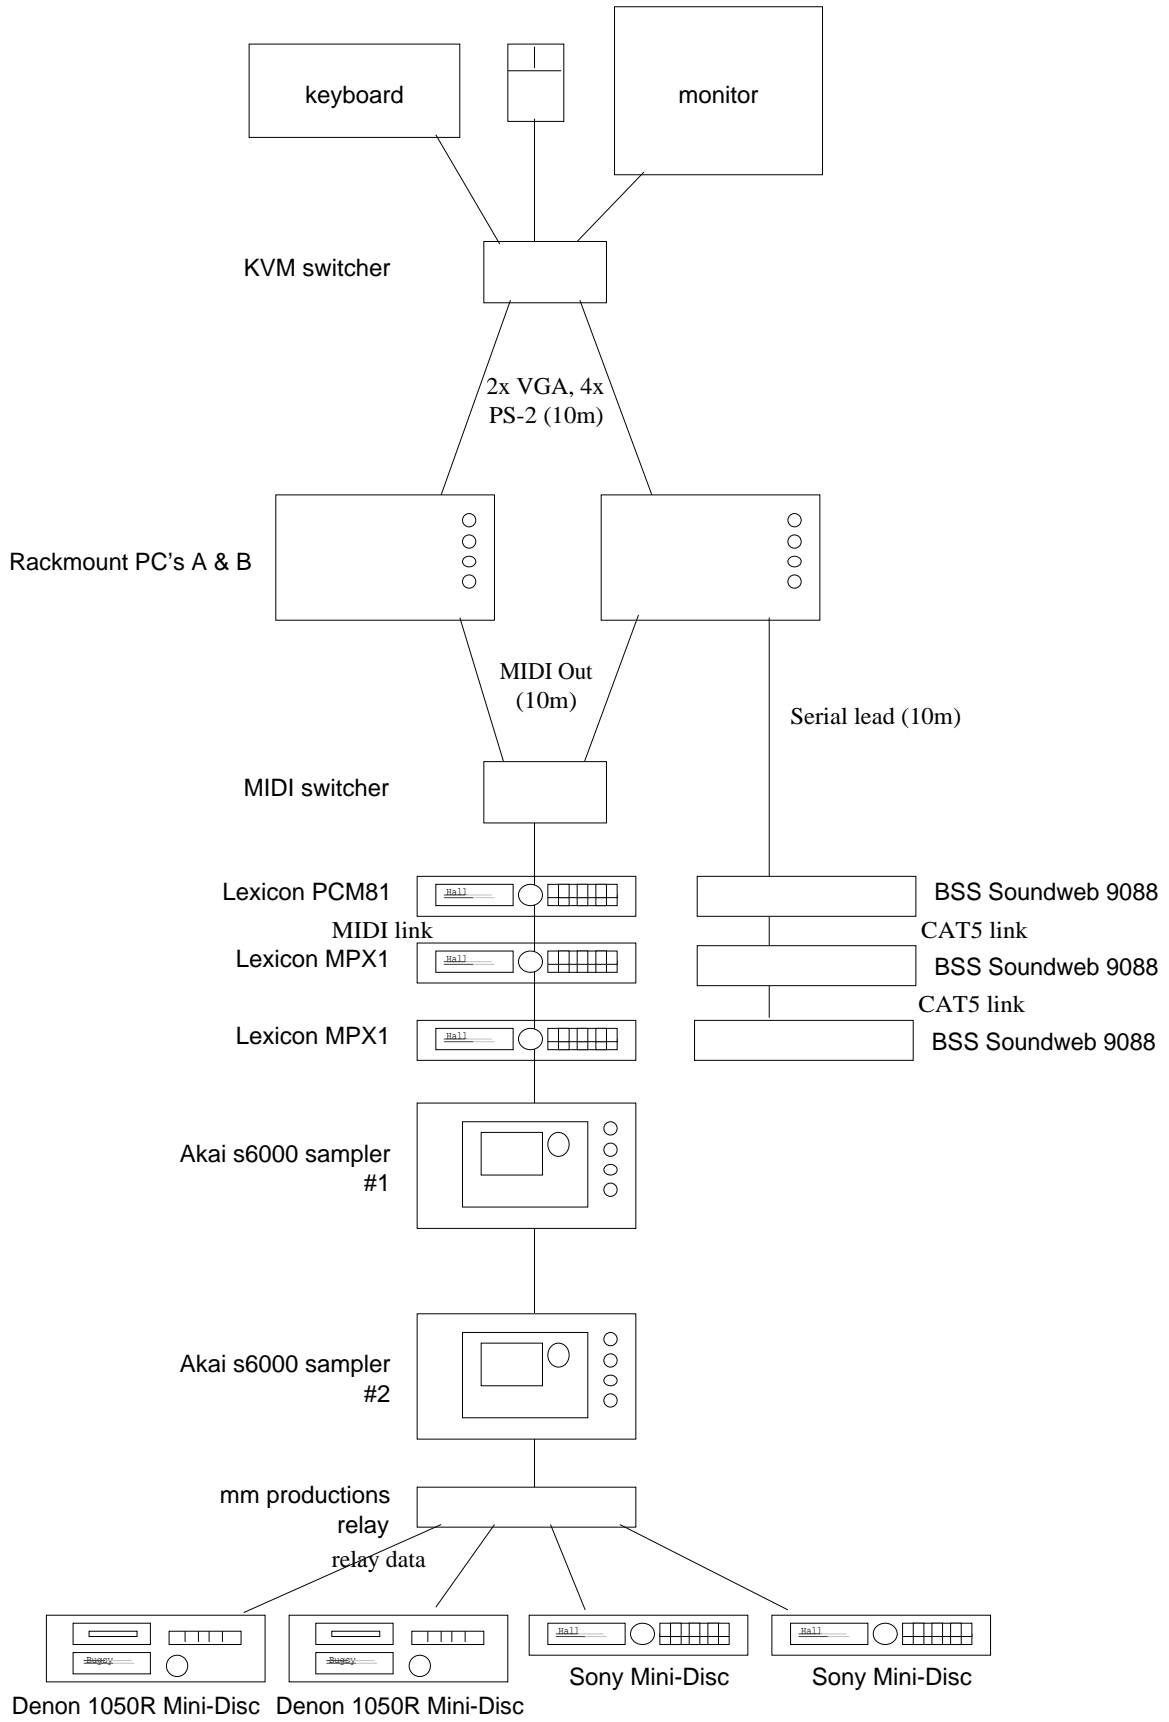 keyboard
monitor
KVM switcher
2x VGA, 4x
PS-2 (10m)
Rackmount PC's A & B
MIDI Out
(10m)
Serial lead (10m)
MIDI switcher
Lexicon PCM81
Hall
BSS Soundweb 9088
MIDI link
CAT5 link
Lexicon MPX1
Hall
BSS Soundweb 9088
CAT5 link
Lexicon MPX1
Hall
BSS Soundweb 9088
Akai s6000 sampler
#1
Akai s6000 sampler
#2
mm productions
relay
relay data
Bugsy
Bugsy
Hall
Hall
Denon 1050R Mini-Disc
Denon 1050R Mini-Disc
Sony Mini-Disc
Sony Mini-Disc